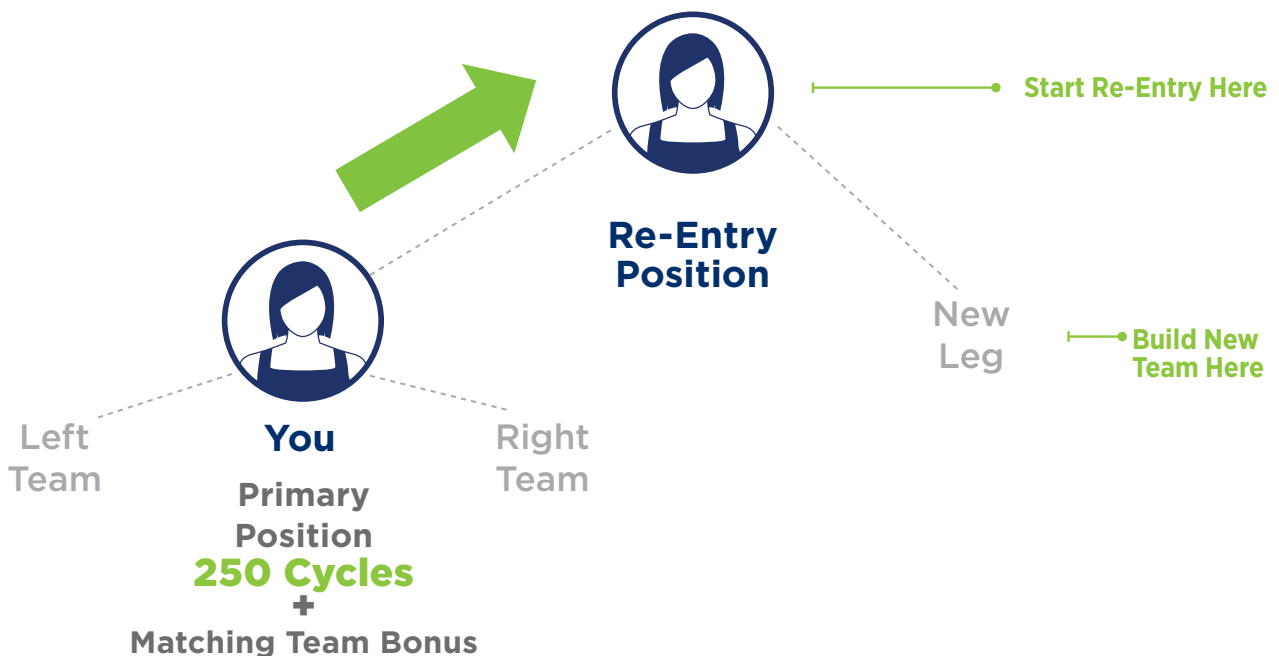 Start Re-Entry Here
Re-Entry
Position
New
Leg
Build New
Team Here
Left
Team
You
Right
Team
Primary
Position
250 Cycles
+
Matching Team Bonus